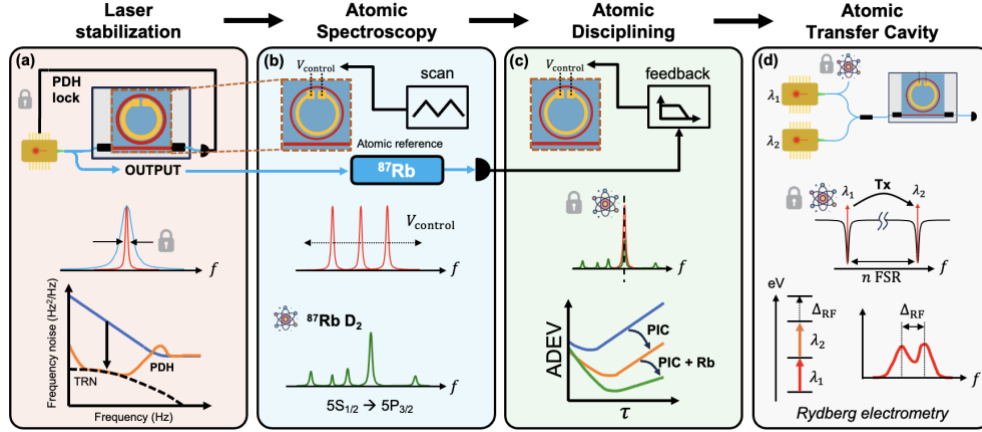 Laser
stabilization
Atomic
Spectroscopy
Atomic
Disciplining
Atomic
Transfer Cavity
(a)
PDH
lock
OUTPUT
f
Frequency noise (Hz²/Hz)
TRN
PDH
Frequency (Hz)
(b)
V_control
scan
Atomic reference
⁸⁷Rb
V_control
f
⁸⁷Rb D₂
f
5S₁/₂ → 5P₃/₂
(c)
V_control
feedback
f
ADEV
PIC
PIC + Rb
τ
(d)
λ₁
λ₂
λ₁
Tx
λ₂
f
n FSR
eV
Δ_RF
λ₂
λ₁
Δ_RF
f
Rydberg electrometry